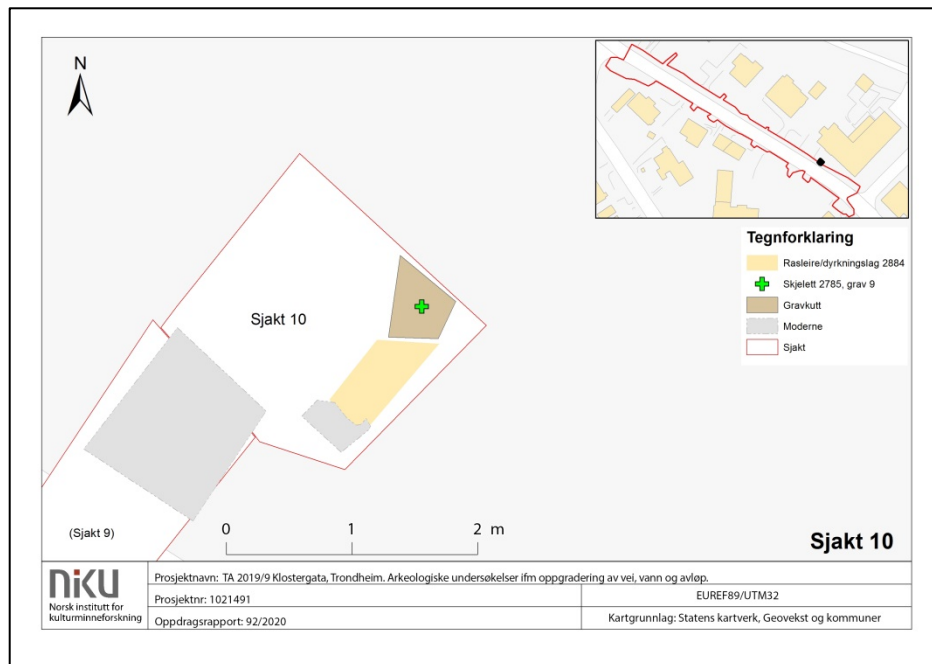 N
Tegnforklaring
Rasleire/dyrkningslag 2884
Skjelett 2785, grav 9
Gravkutt
Moderne
Sjakt
Sjakt 10
(Sjakt 9)
0 1 2 m
Sjakt 10
NIKU
Norsk institutt for
kulturminneforskning
Prosjektnavn: TA 2019/9 Klostergata, Trondheim. Arkeologiske undersøkelser ifm oppgradering av vei, vann og avløp.
Prosjektnr: 1021491
EUREF89/UTM32
Oppdragsrapport: 92/2020
Kartgrunnlag: Statens kartverk, Geovekst og kommuner